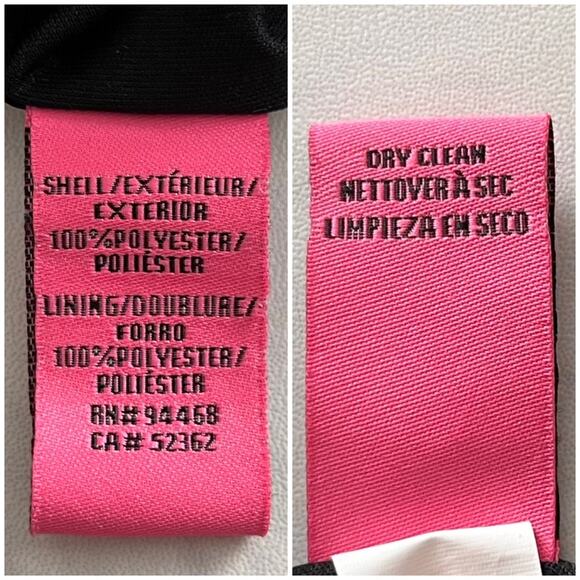 SHELL/EXTÉRIEUR/
EXTERIOR
100%POLYESTER/
POLIÉSTER
LINING/DOUBLURE/
FORRO
100%POLYESTER/
POLIÉSTER
RN# 94468
CA# 52362
DRY CLEAN
NETTOVER À SEC
LIMPIEZA EN SECO